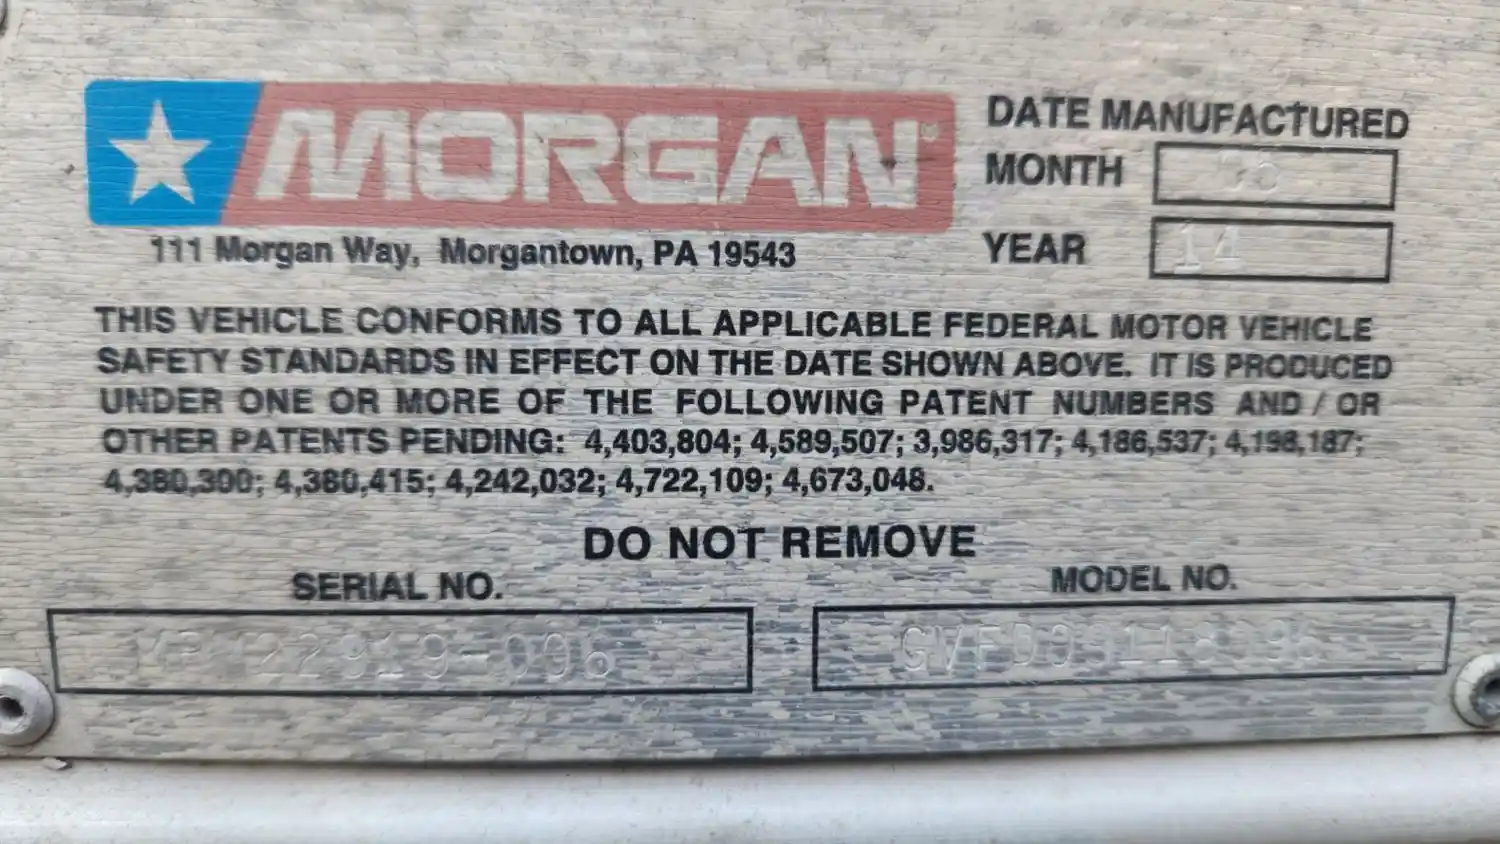 MORGAN®
111 Morgan Way, Morgantown, PA 19543
DATE MANUFACTURED
MONTH
YEAR 14
THIS VEHICLE CONFORMS TO ALL APPLICABLE FEDERAL MOTOR VEHICLE
SAFETY STANDARDS IN EFFECT ON THE DATE SHOWN ABOVE. IT IS PRODUCED
UNDER ONE OR MORE OF THE FOLLOWING PATENT NUMBERS AND / OR
OTHER PATENTS PENDING: 4,403,804; 4,589,507; 3,986,317; 4,186,537; 4,198,187;
4,380,300; 4,380,415; 4,242,032; 4,722,109; 4,673,048.
DO NOT REMOVE
SERIAL NO.
MODEL NO.